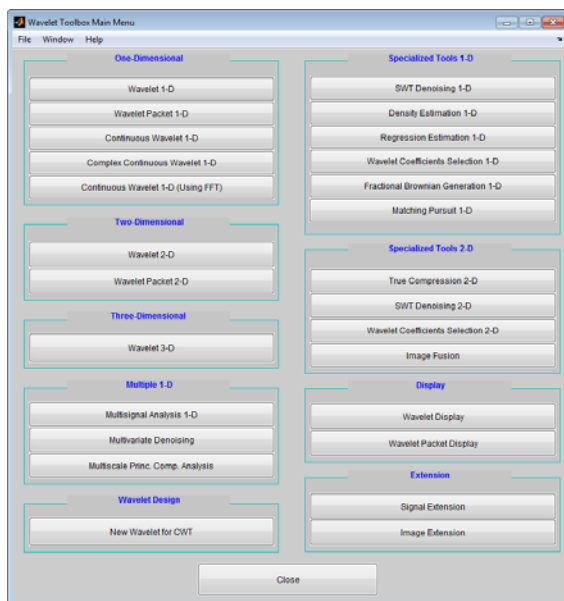 Wavelet Toolbox Main Menu
File Window Help
One-Dimensional
Wavelet 1-D
Wavelet Packet 1-D
Continuous Wavelet 1-D
Complex Continuous Wavelet 1-D
Continuous Wavelet 1-D (Using FFT)
Two-Dimensional
Wavelet 2-D
Wavelet Packet 2-D
Three-Dimensional
Wavelet 3-D
Multiple 1-D
Multisignal Analysis 1-D
Multivariate Denoising
Multiscale Princ. Comp. Analysis
Wavelet Design
New Wavelet for CWT
Specialized Tools 1-D
SWT Denoising 1-D
Density Estimation 1-D
Regression Estimation 1-D
Wavelet Coefficients Selection 1-D
Fractional Brownian Generation 1-D
Matching Pursuit 1-D
Specialized Tools 2-D
True Compression 2-D
SWT Denoising 2-D
Wavelet Coefficients Selection 2-D
Image Fusion
Display
Wavelet Display
Wavelet Packet Display
Extension
Signal Extension
Image Extension
Close